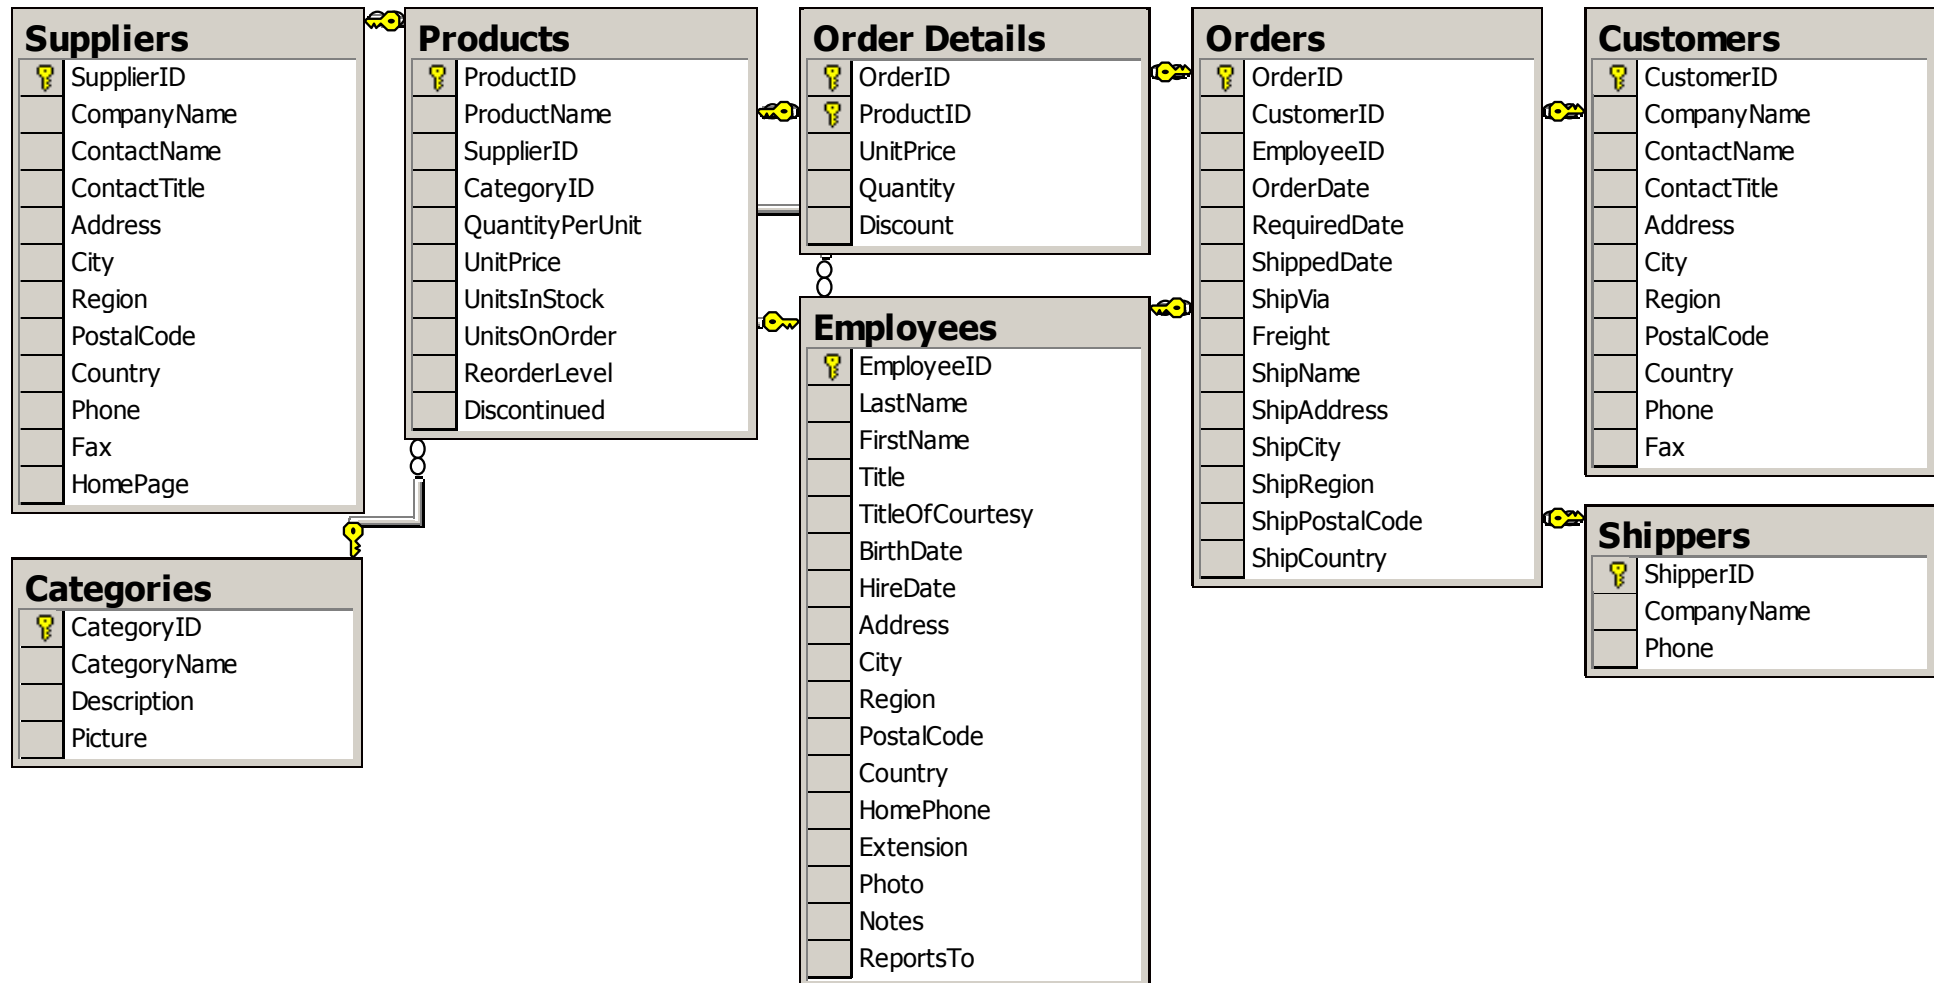 Suppliers
SupplierID
CompanyName
ContactName
ContactTitle
Address
City
Region
PostalCode
Country
Phone
Fax
HomePage
Categories
CategoryID
CategoryName
Description
Picture
Products
ProductID
ProductName
SupplierID
CategoryID
QuantityPerUnit
UnitPrice
UnitsInStock
UnitsOnOrder
ReorderLevel
Discontinued
Order Details
OrderID
ProductID
UnitPrice
Quantity
Discount
Employees
EmployeeID
LastName
FirstName
Title
TitleOfCourtesy
BirthDate
HireDate
Address
City
Region
PostalCode
Country
HomePhone
Extension
Photo
Notes
ReportsTo
Orders
OrderID
CustomerID
EmployeeID
OrderDate
RequiredDate
ShippedDate
ShipVia
Freight
ShipName
ShipAddress
ShipCity
ShipRegion
ShipPostalCode
ShipCountry
Customers
CustomerID
CompanyName
ContactName
ContactTitle
Address
City
Region
PostalCode
Country
Phone
Fax
Shippers
ShipperID
CompanyName
Phone